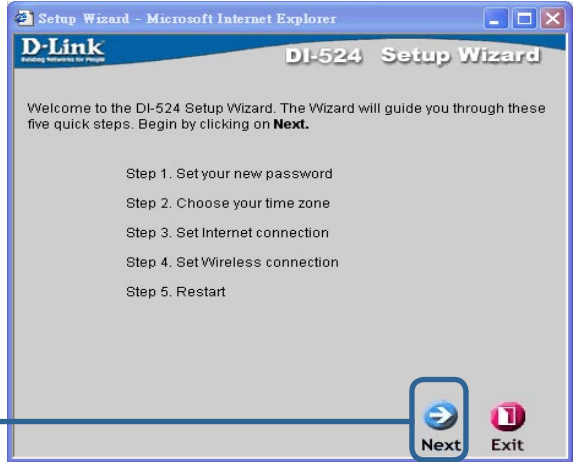 Setup Wizard - Microsoft Internet Explorer
D-Link
Building Networks for People
DI-524 Setup Wizard
Welcome to the DI-524 Setup Wizard. The Wizard will guide you through these
five quick steps. Begin by clicking on Next.
Step 1. Set your new password
Step 2. Choose your time zone
Step 3. Set Internet connection
Step 4. Set Wireless connection
Step 5. Restart
Next
Exit